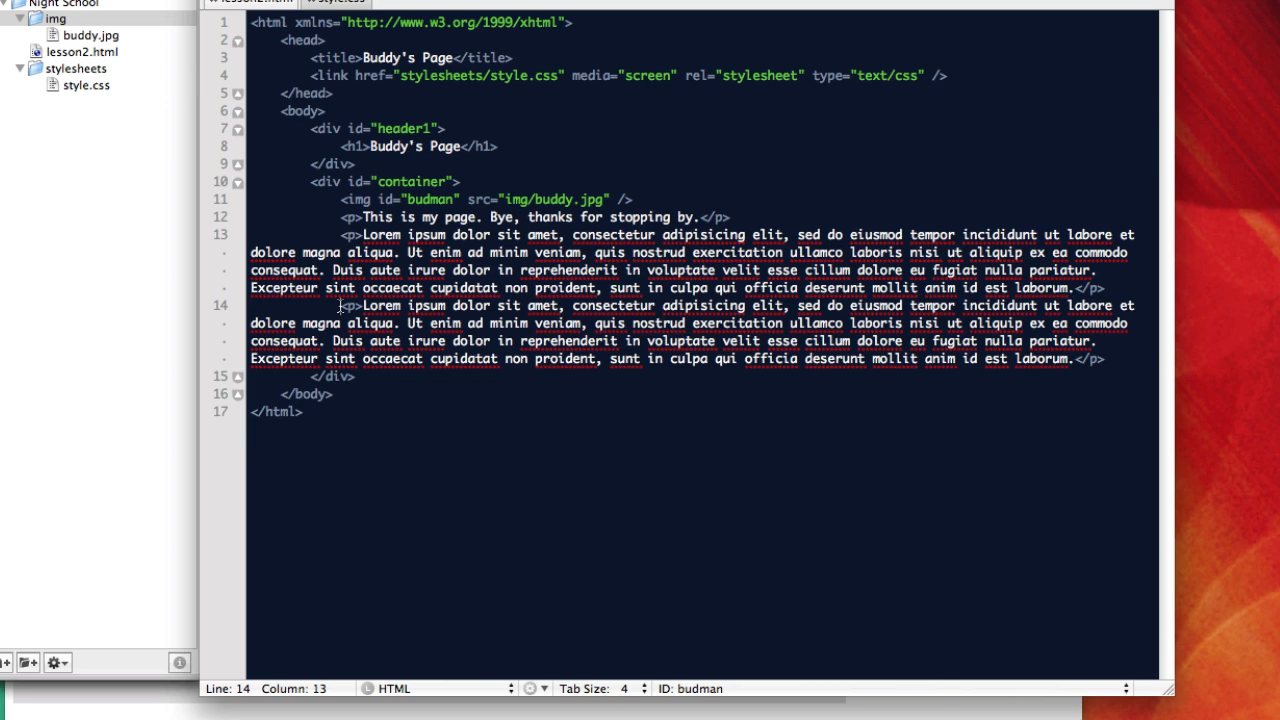 Night School
img
buddy.jpg
lesson2.html
stylesheets
style.css
lesson2.html style.css
1 <html xmlns="http://www.w3.org/1999/xhtml">
2 <head>
3 <title>Buddy's Page</title>
4 <link href="stylesheets/style.css" media="screen" rel="stylesheet" type="text/css" />
5 </head>
6 <body>
7 <div id="header1">
8 <h1>Buddy's Page</h1>
9 </div>
10 <div id="container">
11 <img id="budman" src="img/buddy.jpg" />
12 <p>This is my page. Bye, thanks for stopping by.</p>
13 <p>Lorem ipsum dolor sit amet, consectetur adipisicing elit, sed do eiusmod tempor incididunt ut labore et
dolore magna aliqua. Ut enim ad minim veniam, quis nostrud exercitation ullamco laboris nisi ut aliquip ex ea commodo
consequat. Duis aute irure dolor in reprehenderit in voluptate velit esse cillum dolore eu fugiat nulla pariatur.
Excepteur sint occaecat cupidatat non proident, sunt in culpa qui officia deserunt mollit anim id est laborum.</p>
14 <p>Lorem ipsum dolor sit amet, consectetur adipisicing elit, sed do eiusmod tempor incididunt ut labore et
dolore magna aliqua. Ut enim ad minim veniam, quis nostrud exercitation ullamco laboris nisi ut aliquip ex ea commodo
consequat. Duis aute irure dolor in reprehenderit in voluptate velit esse cillum dolore eu fugiat nulla pariatur.
Excepteur sint occaecat cupidatat non proident, sunt in culpa qui officia deserunt mollit anim id est laborum.</p>
15 </div>
16 </body>
17 </html>
Line: 14 Column: 13 L HTML Tab Size: 4 ID: budman